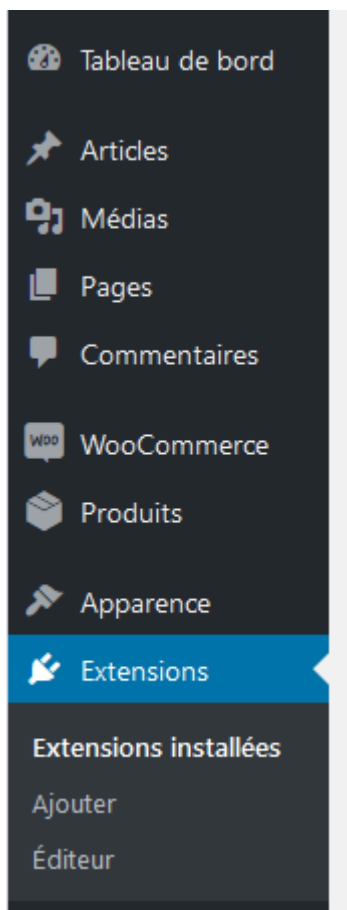 Tableau de bord
Articles
Médias
Pages
Commentaires
Woo WooCommerce
Produits
Apparence
Extensions
Extensions installées
Ajouter
Éditeur